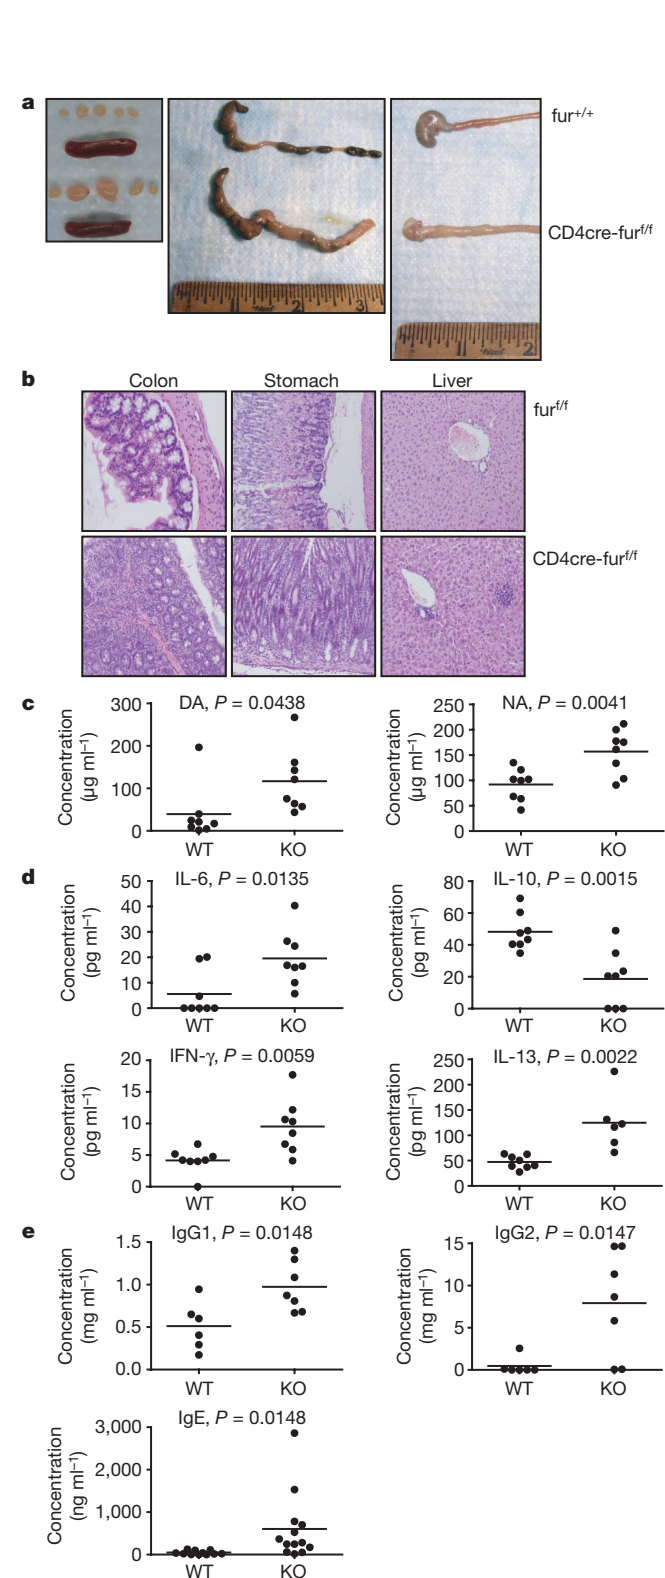 a
fur+/+
CD4cre-furf/f
1 2 3
1 2
b
Colon Stomach Liver
furf/f
CD4cre-furf/f
c
DA, P = 0.0438
Concentration
(µg ml–1)
300
200
100
0
WT KO
NA, P = 0.0041
Concentration
(µg ml–1)
250
200
150
100
50
0
WT KO
d
IL-6, P = 0.0135
Concentration
(pg ml–1)
50
40
30
20
10
0
WT KO
IL-10, P = 0.0015
Concentration
(pg ml–1)
80
60
40
20
0
WT KO
IFN-γ, P = 0.0059
Concentration
(pg ml–1)
20
15
10
5
0
WT KO
IL-13, P = 0.0022
Concentration
(pg ml–1)
250
200
150
100
50
0
WT KO
e
IgG1, P = 0.0148
Concentration
(mg ml–1)
1.5
1.0
0.5
0.0
WT KO
IgG2, P = 0.0147
Concentration
(mg ml–1)
15
10
5
0
WT KO
IgE, P = 0.0148
Concentration
(ng ml–1)
3,000
2,000
1,000
0
WT KO